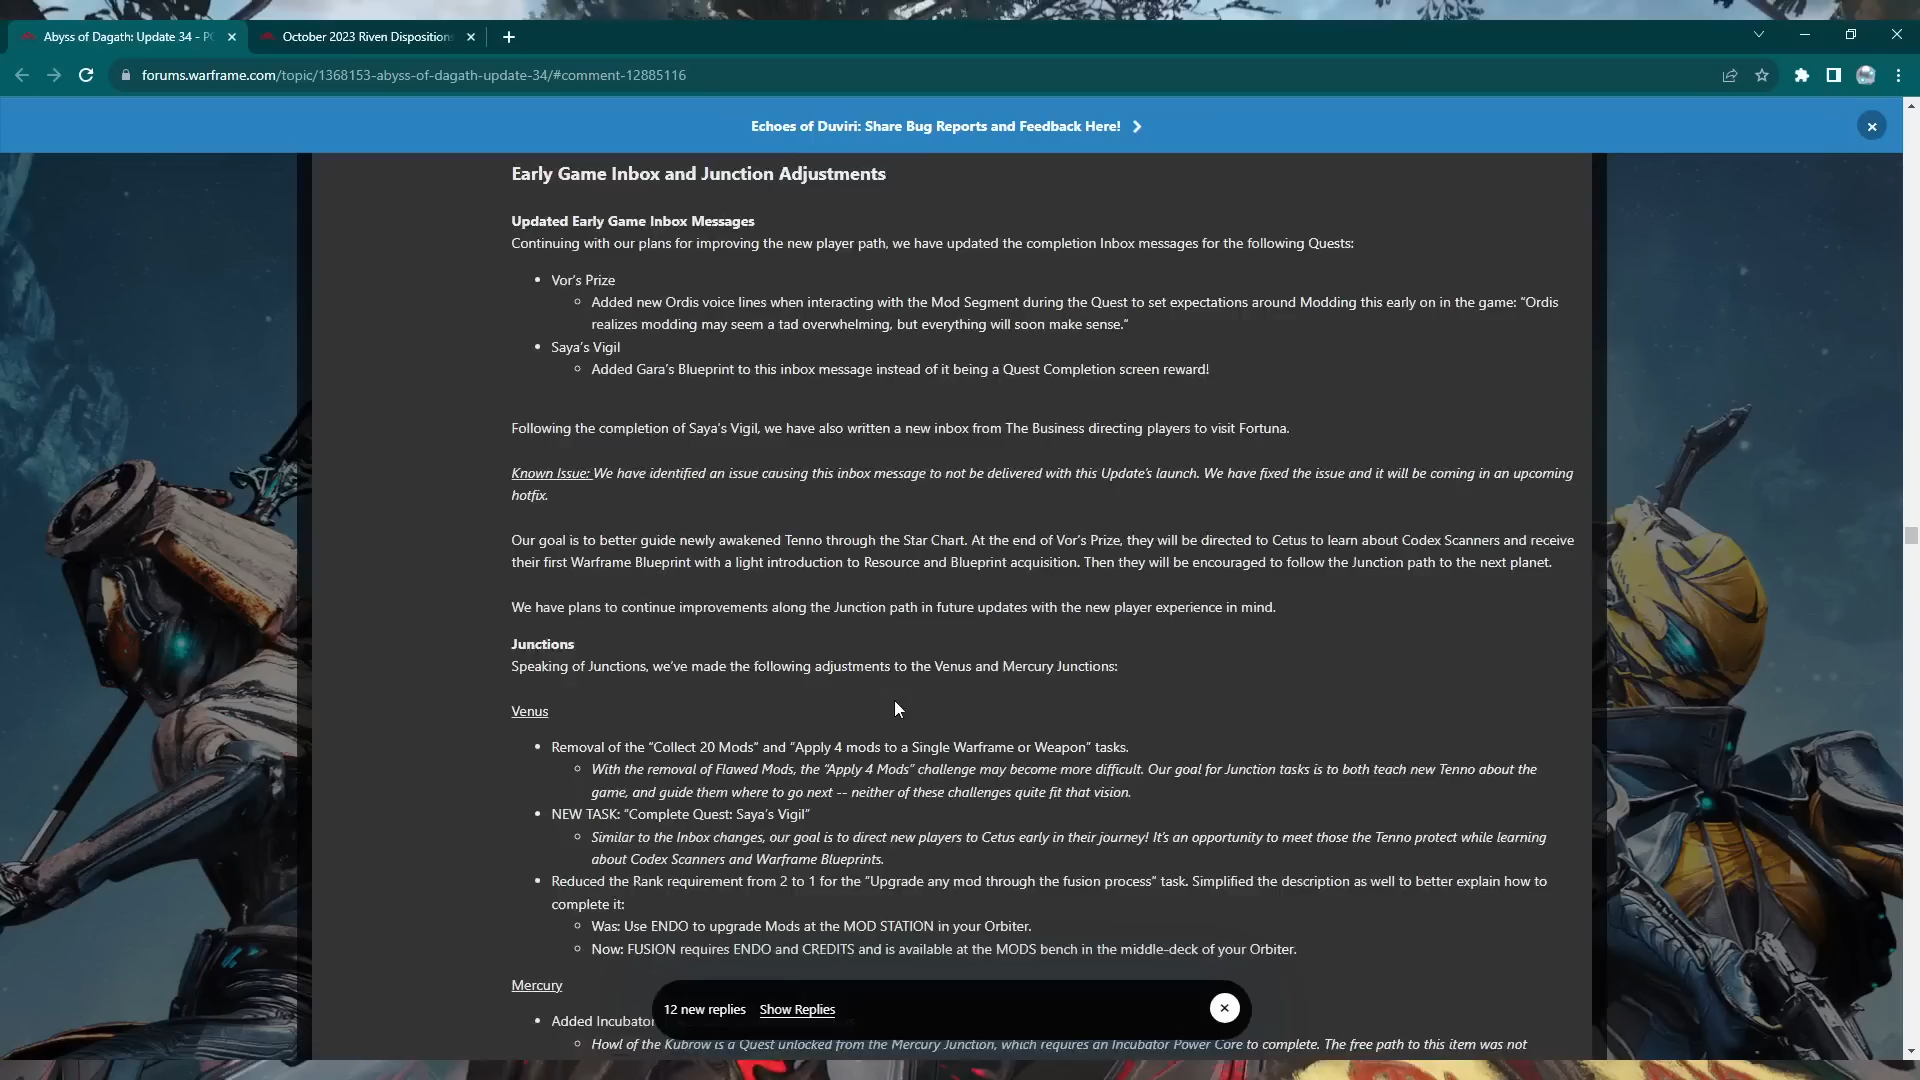 Abyss of Dagath: Update 34 - PC
October 2023 Riven Dispositions
forums.warframe.com/topic/1368153-abyss-of-dagath-update-34/#comment-12885116
Echoes of Duviri: Share Bug Reports and Feedback Here!
Early Game Inbox and Junction Adjustments
Updated Early Game Inbox Messages
Continuing with our plans for improving the new player path, we have updated the completion Inbox messages for the following Quests:
Vor's Prize
Added new Ordis voice lines when interacting with the Mod Segment during the Quest to set expectations around Modding this early on in the game: “Ordis
realizes modding may seem a tad overwhelming, but everything will soon make sense.”
Saya's Vigil
Added Gara's Blueprint to this inbox message instead of it being a Quest Completion screen reward!
Following the completion of Saya's Vigil, we have also written a new inbox from The Business directing players to visit Fortuna.
Known Issue: We have identified an issue causing this inbox message to not be delivered with this Update's launch. We have fixed the issue and it will be coming in an upcoming
hotfix.
Our goal is to better guide newly awakened Tenno through the Star Chart. At the end of Vor's Prize, they will be directed to Cetus to learn about Codex Scanners and receive
their first Warframe Blueprint with a light introduction to Resource and Blueprint acquisition. Then they will be encouraged to follow the Junction path to the next planet.
We have plans to continue improvements along the Junction path in future updates with the new player experience in mind.
Junctions
Speaking of Junctions, we've made the following adjustments to the Venus and Mercury Junctions:
Venus
Removal of the “Collect 20 Mods” and “Apply 4 mods to a Single Warframe or Weapon” tasks.
With the removal of Flawed Mods, the “Apply 4 Mods” challenge may become more difficult. Our goal for Junction tasks is to both teach new Tenno about the
game, and guide them where to go next -- neither of these challenges quite fit that vision.
NEW TASK: “Complete Quest: Saya's Vigil”
Similar to the Inbox changes, our goal is to direct new players to Cetus early in their journey! It's an opportunity to meet those the Tenno protect while learning
about Codex Scanners and Warframe Blueprints.
Reduced the Rank requirement from 2 to 1 for the “Upgrade any mod through the fusion process” task. Simplified the description as well to better explain how to
complete it:
Was: Use ENDO to upgrade Mods at the MOD STATION in your Orbiter.
Now: FUSION requires ENDO and CREDITS and is available at the MODS bench in the middle-deck of your Orbiter.
Mercury
12 new replies Show Replies
Added Incubator
Howl of the Kubrow is a Quest unlocked from the Mercury Junction, which requires an Incubator Power Core to complete. The free path to this item was not